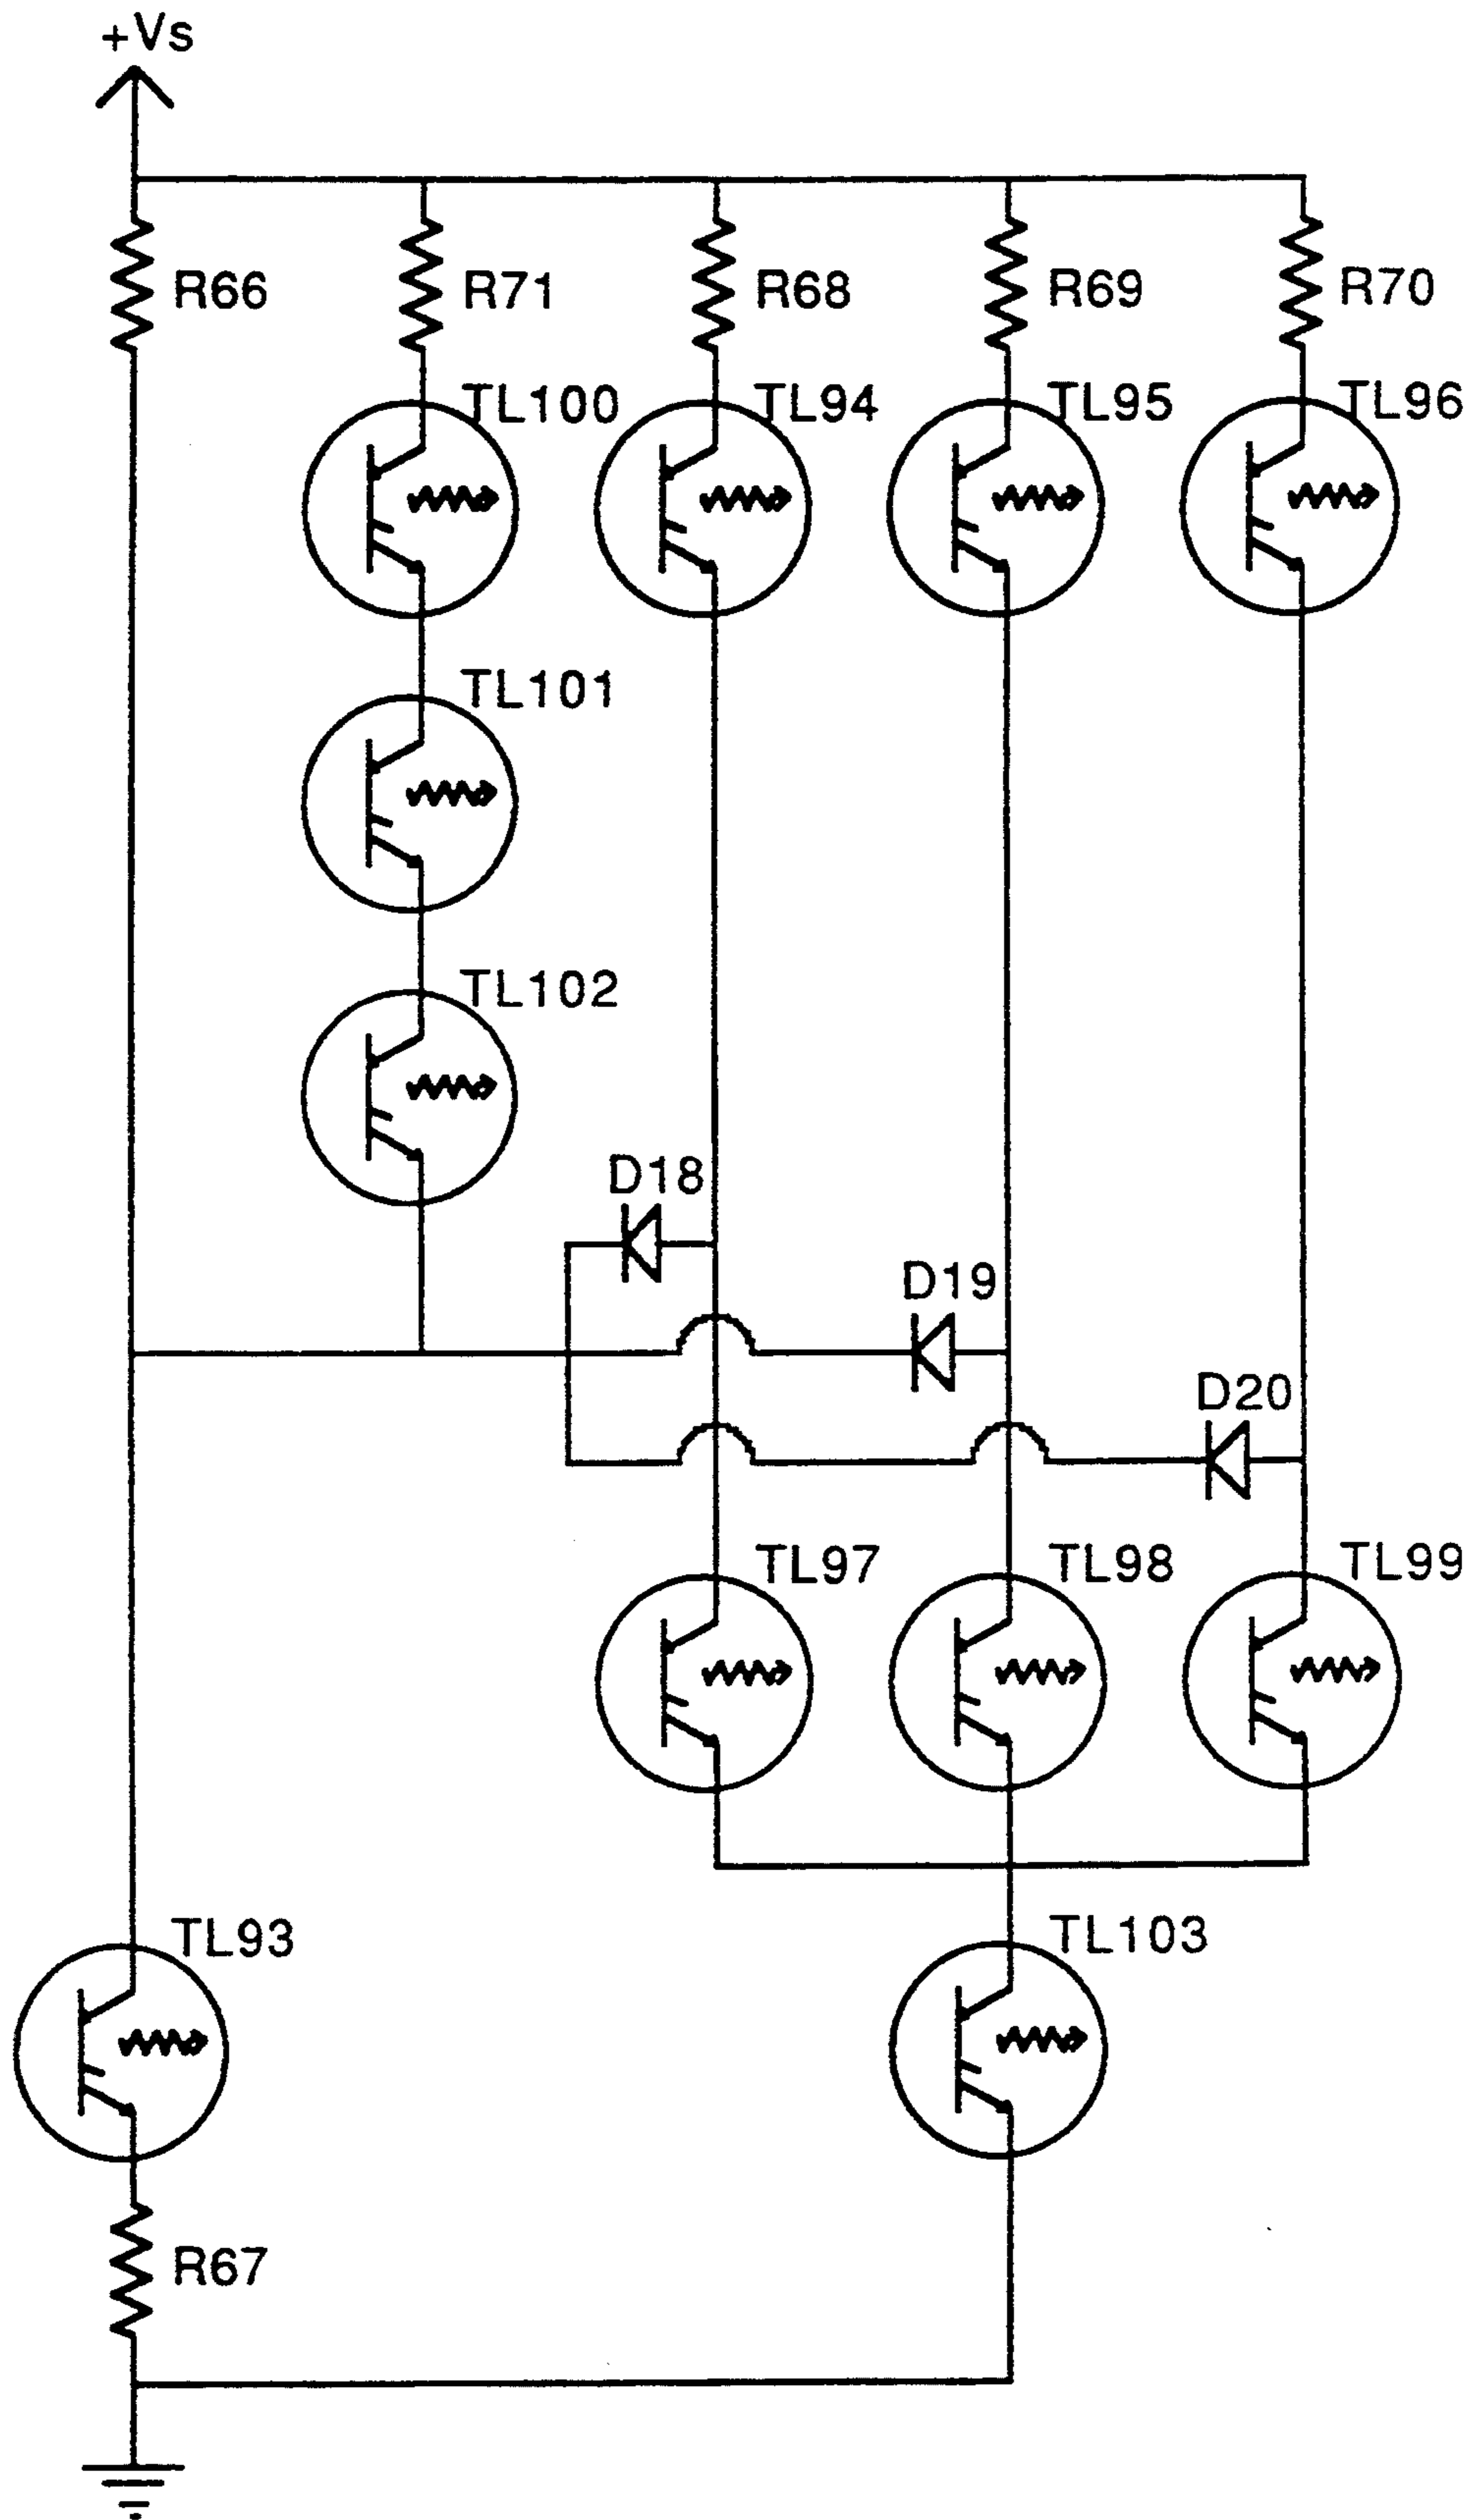 +Vs
R66
R71
R68
R69
R70
TL100
TL94
TL95
TL96
TL101
TL102
D18
D19
D20
TL97
TL98
TL99
TL93
TL103
R67